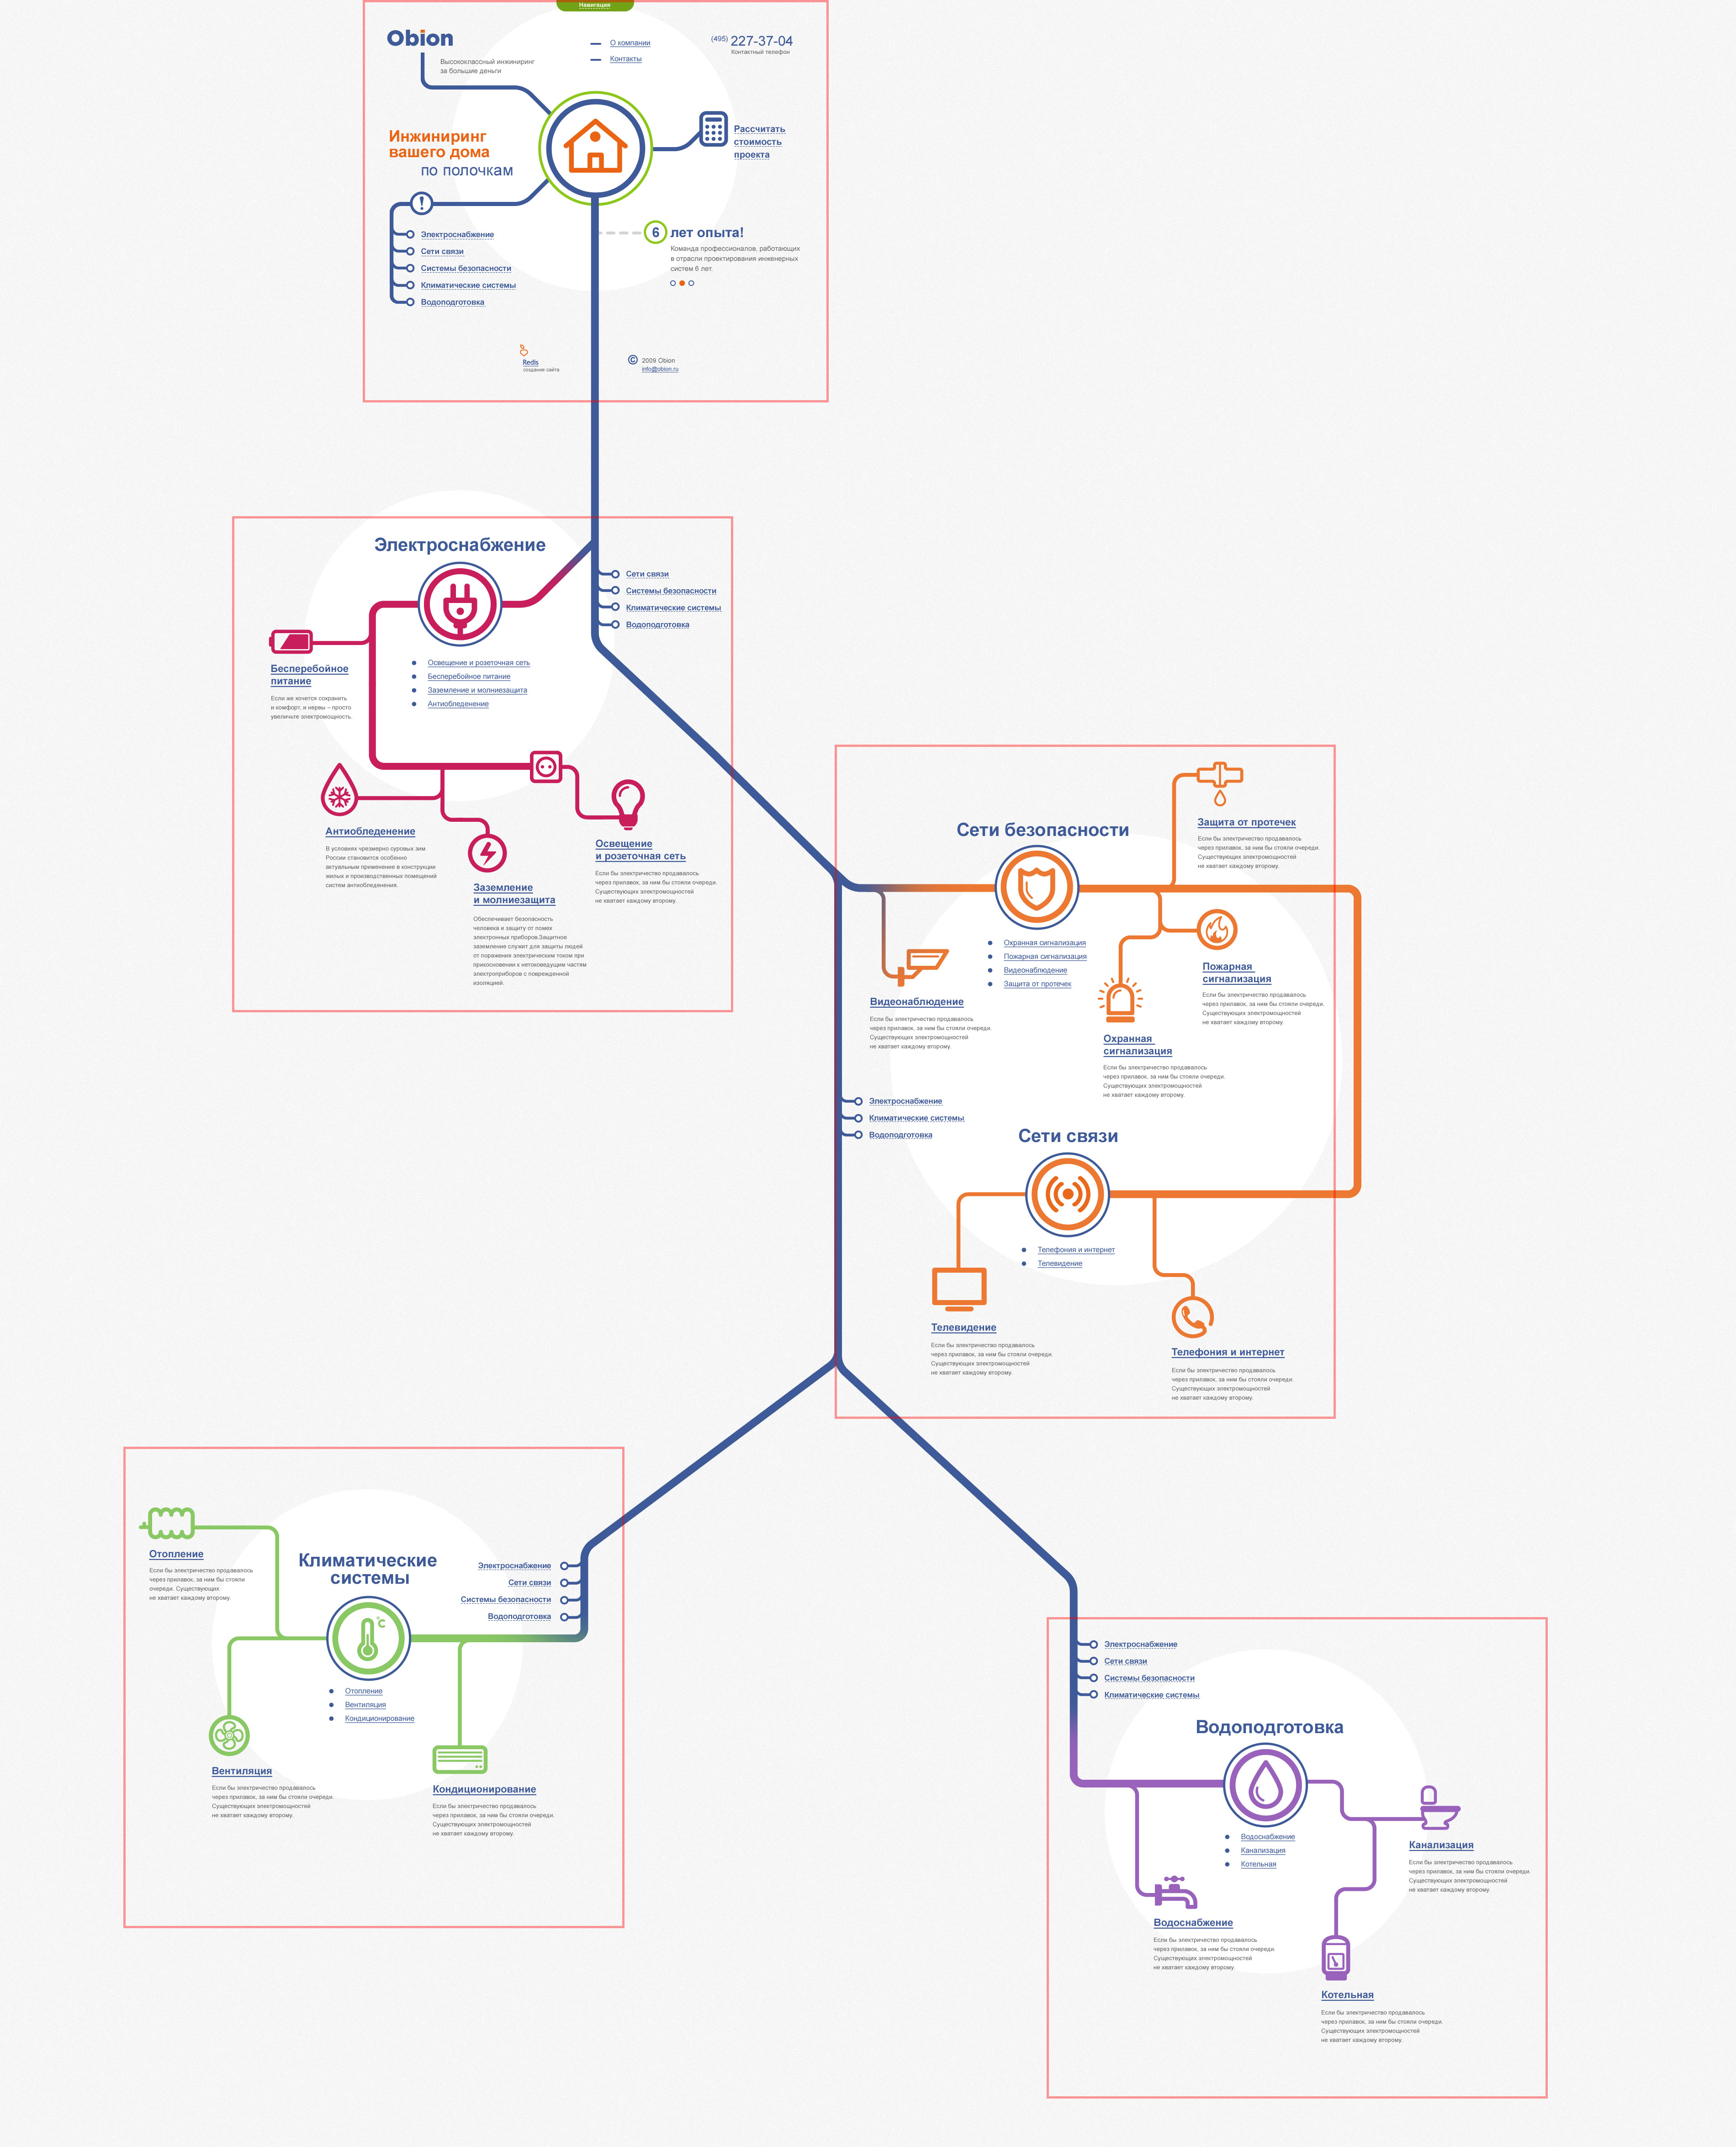 Навигация
Obion
Высококлассный инжиниринг
за большие деньги
О компании
Контакты
(495) 227-37-04
Контактный телефон
Инжиниринг
вашего дома
по полочкам
Рассчитать
стоимость
проекта
Электроснабжение
Сети связи
Системы безопасности
Климатические системы
Водоподготовка
6 лет опыта!
Команда профессионалов, работающих
в отрасли проектирования инженерных
систем 6 лет.
Redis
создание сайта
© 2009 Obion
info@obion.ru
Электроснабжение
Сети связи
Системы безопасности
Климатические системы
Водоподготовка
Освещение и розеточная сеть
Бесперебойное питание
Заземление и молниезащита
Антиобледенение
Бесперебойное
питание
Если же хочется сохранить
и комфорт, и нервы – просто
увеличьте электромощность.
Антиобледенение
В условиях чрезмерно суровых зим
России становится особенно
актуальным применение в конструкции
жилых и производственных помещений
систем антиобледенения.
Заземление
и молниезащита
Обеспечивает безопасность
человека и защиту от помех
электронных приборов.Защитное
заземление служит для защиты людей
от поражения электрическим током при
прикосновении к нетоковедущим частям
электроприборов с поврежденной
изоляцией.
Освещение
и розеточная сеть
Если бы электричество продавалось
через прилавок, за ним бы стояли очереди.
Существующих электромощностей
не хватает каждому второму.
Сети безопасности
Охранная сигнализация
Пожарная сигнализация
Видеонаблюдение
Защита от протечек
Защита от протечек
Если бы электричество продавалось
через прилавок, за ним бы стояли очереди.
Существующих электромощностей
не хватает каждому второму.
Видеонаблюдение
Если бы электричество продавалось
через прилавок, за ним бы стояли очереди.
Существующих электромощностей
не хватает каждому второму.
Пожарная
сигнализация
Если бы электричество продавалось
через прилавок, за ним бы стояли очереди.
Существующих электромощностей
не хватает каждому второму.
Охранная
сигнализация
Если бы электричество продавалось
через прилавок, за ним бы стояли очереди.
Существующих электромощностей
не хватает каждому второму.
Электроснабжение
Климатические системы
Водоподготовка
Сети связи
Телефония и интернет
Телевидение
Телевидение
Если бы электричество продавалось
через прилавок, за ним бы стояли очереди.
Существующих электромощностей
не хватает каждому второму.
Телефония и интернет
Если бы электричество продавалось
через прилавок, за ним бы стояли очереди.
Существующих электромощностей
не хватает каждому второму.
Климатические
системы
°C
Электроснабжение
Сети связи
Системы безопасности
Водоподготовка
Отопление
Если бы электричество продавалось
через прилавок, за ним бы стояли
очереди. Существующих
не хватает каждому второму.
Отопление
Вентиляция
Кондиционирование
Вентиляция
Если бы электричество продавалось
через прилавок, за ним бы стояли очереди.
Существующих электромощностей
не хватает каждому второму.
Кондиционирование
Если бы электричество продавалось
через прилавок, за ним бы стояли очереди.
Существующих электромощностей
не хватает каждому второму.
Электроснабжение
Сети связи
Системы безопасности
Климатические системы
Водоподготовка
Водоснабжение
Канализация
Котельная
Канализация
Если бы электричество продавалось
через прилавок, за ним бы стояли очереди.
Существующих электромощностей
не хватает каждому второму.
Водоснабжение
Если бы электричество продавалось
через прилавок, за ним бы стояли очереди.
Существующих электромощностей
не хватает каждому второму.
Котельная
Если бы электричество продавалось
через прилавок, за ним бы стояли очереди.
Существующих электромощностей
не хватает каждому второму.